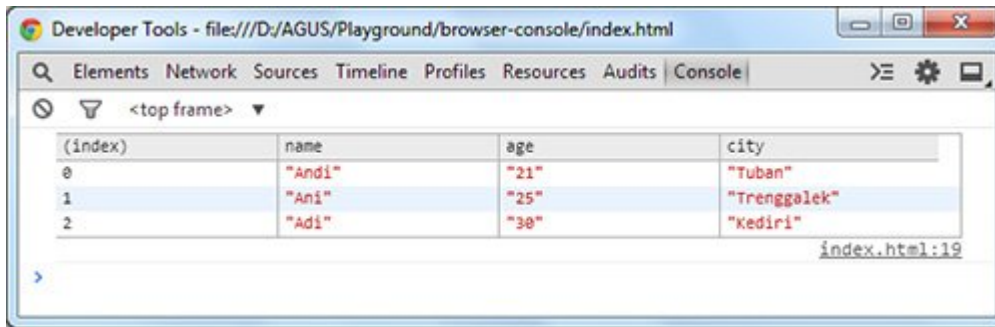 Developer Tools - file:///D:/AGUS/Playground/browser-console/index.html
Elements Network Sources Timeline Profiles Resources Audits Console
<top frame> ▼
(index) name age city
0 "Andi" "21" "Tuban"
1 "Ani" "25" "Trenggalek"
2 "Adi" "30" "Kediri"
index.html:19
>